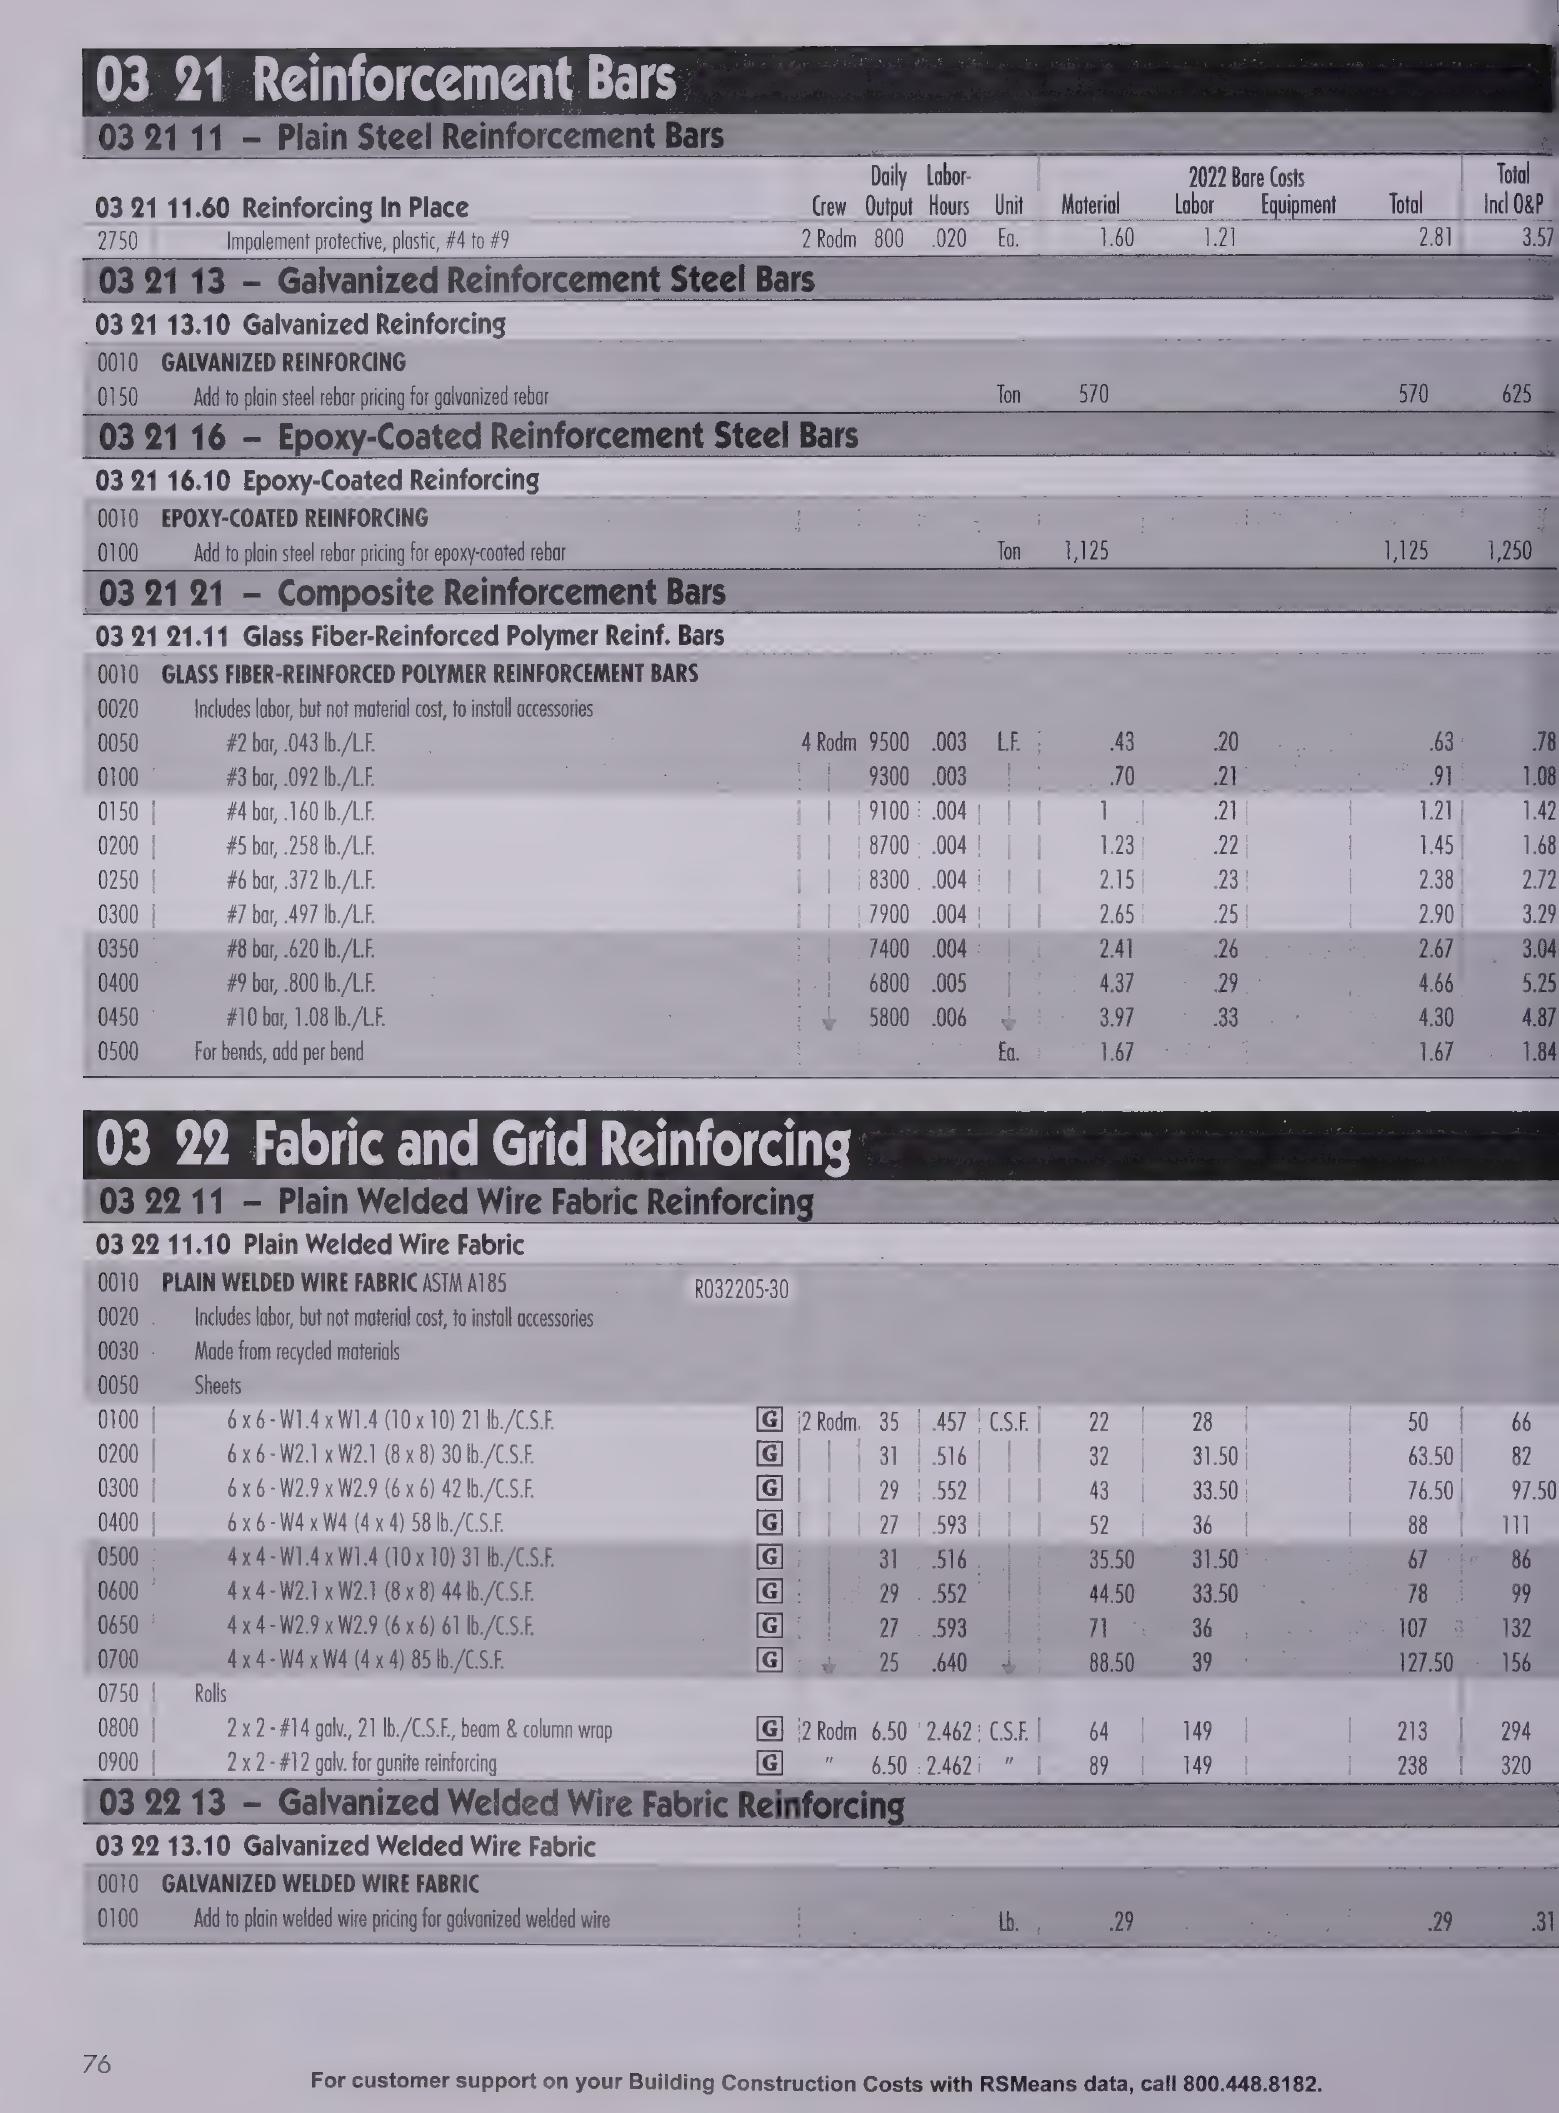 03 21 Reinforcement Bars
03 21 11 – Plain Steel Reinforcement Bars
Daily Labor- 2022 Bare Costs Total
03 21 11.60 Reinforcing In Place Crew Output Hours Unit Material Labor Equipment Total Incl O&P
2750 Impalement protective, plastic, #4 to #9 2 Rodm 800 .020 Ea. 1.60 1.21 2.81 3.57
03 21 13 – Galvanized Reinforcement Steel Bars
03 21 13.10 Galvanized Reinforcing
0010 GALVANIZED REINFORCING
0150 Add to plain steel rebar pricing for galvanized rebar Ton 570 570 625
03 21 16 – Epoxy-Coated Reinforcement Steel Bars
03 21 16.10 Epoxy-Coated Reinforcing
0010 EPOXY-COATED REINFORCING
0100 Add to plain steel rebar pricing for epoxy-coated rebar Ton 1,125 1,125 1,250
03 21 21 – Composite Reinforcement Bars
03 21 21.11 Glass Fiber-Reinforced Polymer Reinf. Bars
0010 GLASS FIBER-REINFORCED POLYMER REINFORCEMENT BARS
0020 Includes labor, but not material cost, to install accessories
0050 #2 bar, .043 lb./L.F. 4 Rodm 9500 .003 L.F. .43 .20 .63 .78
0100 #3 bar, .092 lb./L.F. 9300 .003 .70 .21 .91 1.08
0150 #4 bar, .160 lb./L.F. 9100 .004 1 .21 1.21 1.42
0200 #5 bar, .258 lb./L.F. 8700 .004 1.23 .22 1.45 1.68
0250 #6 bar, .372 lb./L.F. 8300 .004 2.15 .23 2.38 2.72
0300 #7 bar, .497 lb./L.F. 7900 .004 2.65 .25 2.90 3.29
0350 #8 bar, .620 lb./L.F. 7400 .004 2.41 .26 2.67 3.04
0400 #9 bar, .800 lb./L.F. 6800 .005 4.37 .29 4.66 5.25
0450 #10 bar, 1.08 lb./L.F. 5800 .006 3.97 .33 4.30 4.87
0500 For bends, add per bend Ea. 1.67 1.67 1.84
03 22 Fabric and Grid Reinforcing
03 22 11 – Plain Welded Wire Fabric Reinforcing
03 22 11.10 Plain Welded Wire Fabric
0010 PLAIN WELDED WIRE FABRIC ASTM A185 R032205-30
0020 Includes labor, but not material cost, to install accessories
0030 Made from recycled materials
0050 Sheets
0100 6 x 6 - W1.4 x W1.4 (10 x 10) 21 lb./C.S.F. G 2 Rodm 35 .457 C.S.F. 22 28 50 66
0200 6 x 6 - W2.1 x W2.1 (8 x 8) 30 lb./C.S.F. G 31 .516 32 31.50 63.50 82
0300 6 x 6 - W2.9 x W2.9 (6 x 6) 42 lb./C.S.F. G 29 .552 43 33.50 76.50 97.50
0400 6 x 6 - W4 x W4 (4 x 4) 58 lb./C.S.F. G 27 .593 52 36 88 111
0500 4 x 4 - W1.4 x W1.4 (10 x 10) 31 lb./C.S.F. G 31 .516 35.50 31.50 67 86
0600 4 x 4 - W2.1 x W2.1 (8 x 8) 44 lb./C.S.F. G 29 .552 44.50 33.50 78 99
0650 4 x 4 - W2.9 x W2.9 (6 x 6) 61 lb./C.S.F. G 27 .593 71 36 107 132
0700 4 x 4 - W4 x W4 (4 x 4) 85 lb./C.S.F. G 25 .640 88.50 39 127.50 156
0750 Rolls
0800 2 x 2 - #14 galv., 21 lb./C.S.F., beam & column wrap G 2 Rodm 6.50 2.462 C.S.F. 64 149 213 294
0900 2 x 2 - #12 galv. for gunite reinforcing G " 6.50 2.462 " 89 149 238 320
03 22 13 – Galvanized Welded Wire Fabric Reinforcing
03 22 13.10 Galvanized Welded Wire Fabric
0010 GALVANIZED WELDED WIRE FABRIC
0100 Add to plain welded wire pricing for galvanized welded wire Lb. .29 .29 .31
76
For customer support on your Building Construction Costs with RSMeans data, call 800.448.8182.